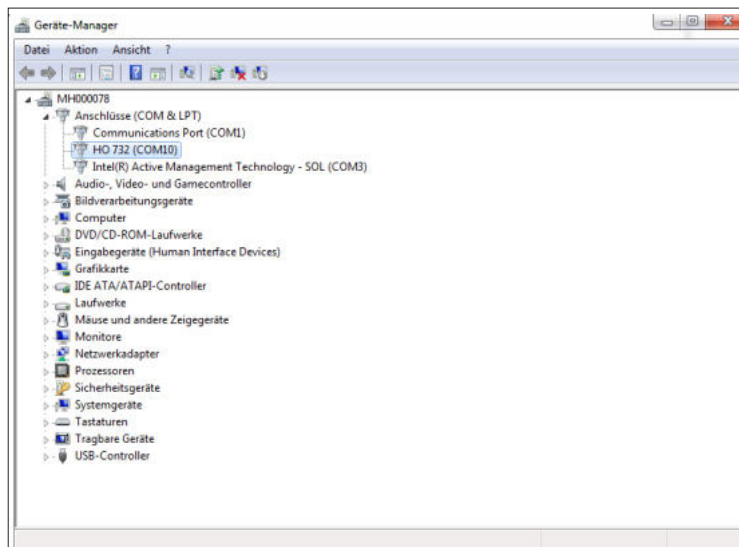 Geräte-Manager
Datei Aktion Ansicht ?
MH000078
Anschlüsse (COM & LPT)
Communications Port (COM1)
HO 732 (COM10)
Intel(R) Active Management Technology - SOL (COM3)
Audio-, Video- und Gamecontroller
Bildverarbeitungsgeräte
Computer
DVD/CD-ROM-Laufwerke
Eingabegeräte (Human Interface Devices)
Grafikkarte
IDE ATA/ATAPI-Controller
Laufwerke
Mäuse und andere Zeigegeräte
Monitore
Netzwerkadapter
Prozessoren
Sicherheitsgeräte
Systemgeräte
Tastaturen
Tragbare Geräte
USB-Controller